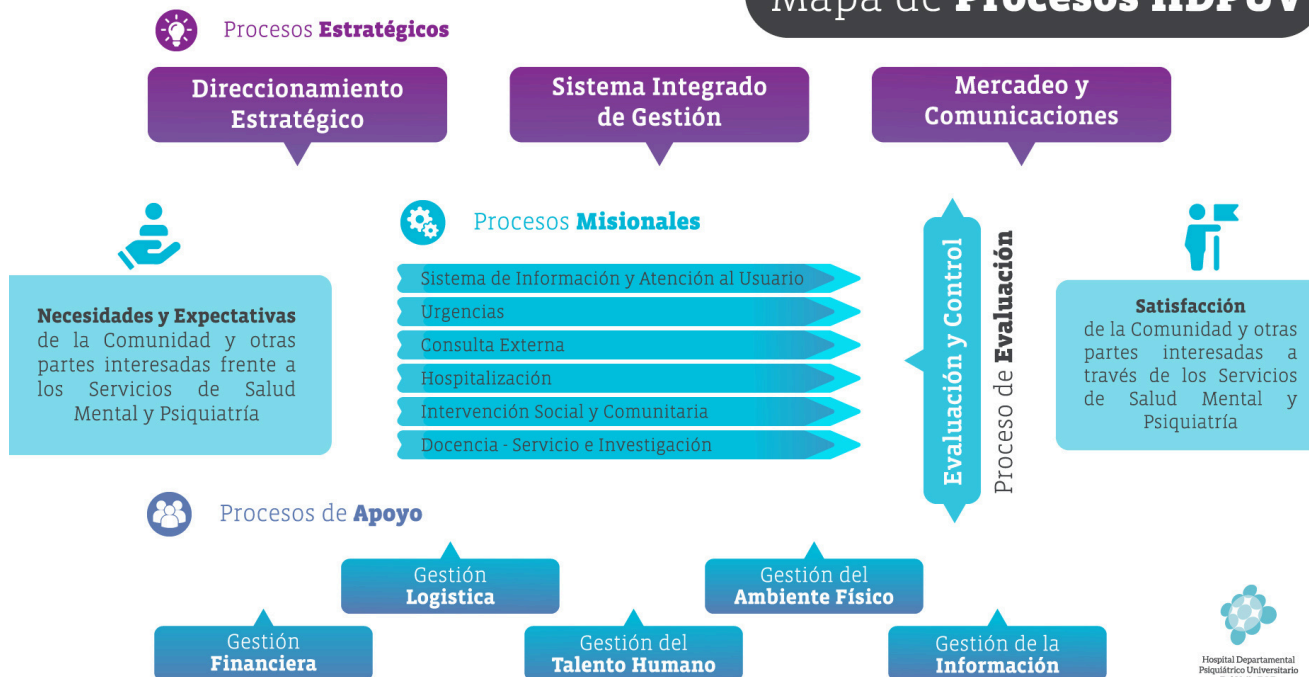 Mapa de Procesos HDPUV
Procesos Estratégicos
Direccionamiento
Estratégico
Sistema Integrado
de Gestión
Mercadeo y
Comunicaciones
Necesidades y Expectativas
de la Comunidad y otras
partes interesadas frente a
los Servicios de Salud
Mental y Psiquiatría
Procesos Misionales
Sistema de Información y Atención al Usuario
Urgencias
Consulta Externa
Hospitalización
Intervención Social y Comunitaria
Docencia - Servicio e Investigación
Evaluación y Control
Proceso de Evaluación
Satisfacción
de la Comunidad y otras
partes interesadas a
través de los Servicios
de Salud Mental y
Psiquiatría
Procesos de Apoyo
Gestión
Logistica
Gestión del
Ambiente Físico
Gestión
Financiera
Gestión del
Talento Humano
Gestión de la
Información
Hospital Departamental
Psiquiátrico Universitario